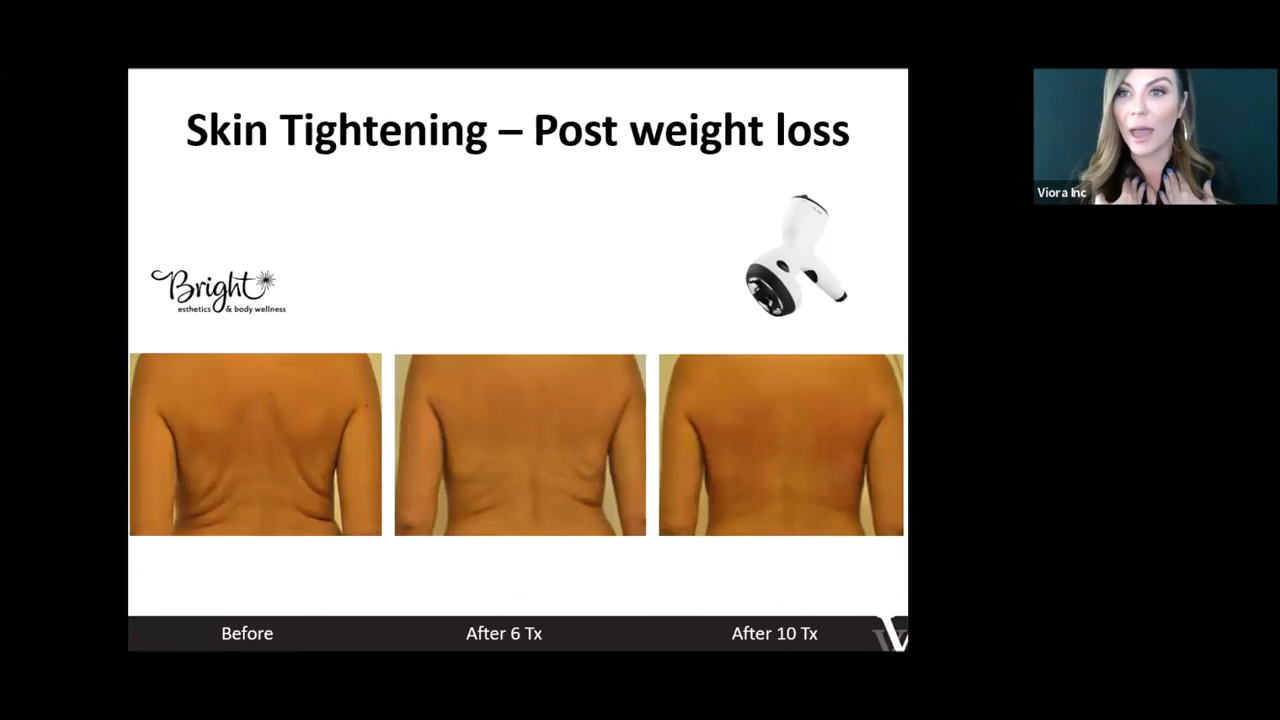 Skin Tightening – Post weight loss
Viora Inc
Bright
esthetics & body wellness
Before
After 6 Tx
After 10 Tx